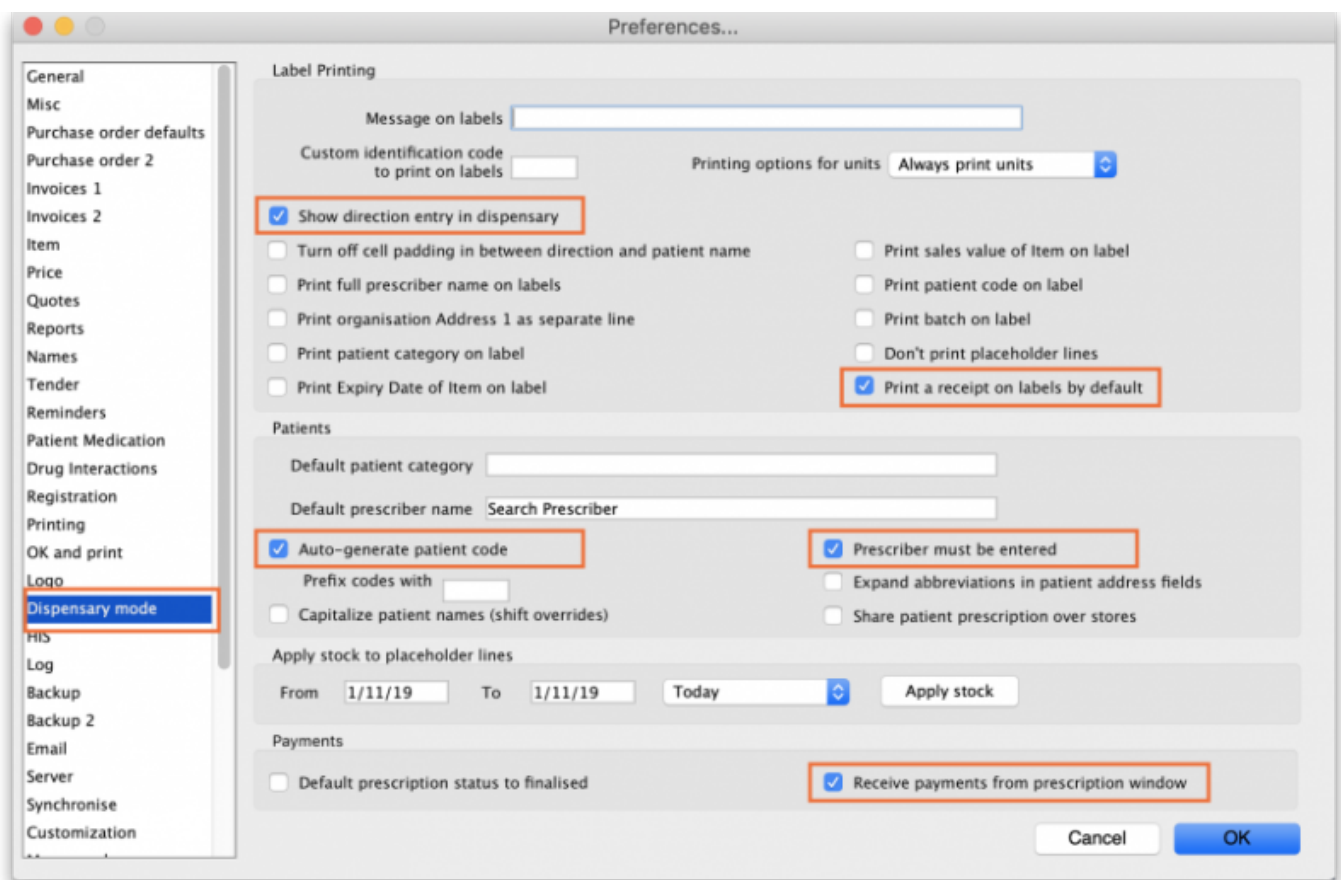 Preferences...
General
Misc
Purchase order defaults
Purchase order 2
Invoices 1
Invoices 2
Item
Price
Quotes
Reports
Names
Tender
Reminders
Patient Medication
Drug Interactions
Registration
Printing
OK and print
Logo
Dispensary mode
HIS
Log
Backup
Backup 2
Email
Server
Synchronise
Customization
Label Printing
Message on labels
Custom identification code
to print on labels
Printing options for units Always print units
Show direction entry in dispensary
Turn off cell padding in between direction and patient name
Print sales value of Item on label
Print full prescriber name on labels
Print patient code on label
Print organisation Address 1 as separate line
Print batch on label
Print patient category on label
Don't print placeholder lines
Print Expiry Date of Item on label
Print a receipt on labels by default
Patients
Default patient category
Default prescriber name Search Prescriber
Auto-generate patient code
Prescriber must be entered
Prefix codes with
Expand abbreviations in patient address fields
Capitalize patient names (shift overrides)
Share patient prescription over stores
Apply stock to placeholder lines
From 1/11/19 To 1/11/19 Today Apply stock
Payments
Default prescription status to finalised
Receive payments from prescription window
Cancel OK